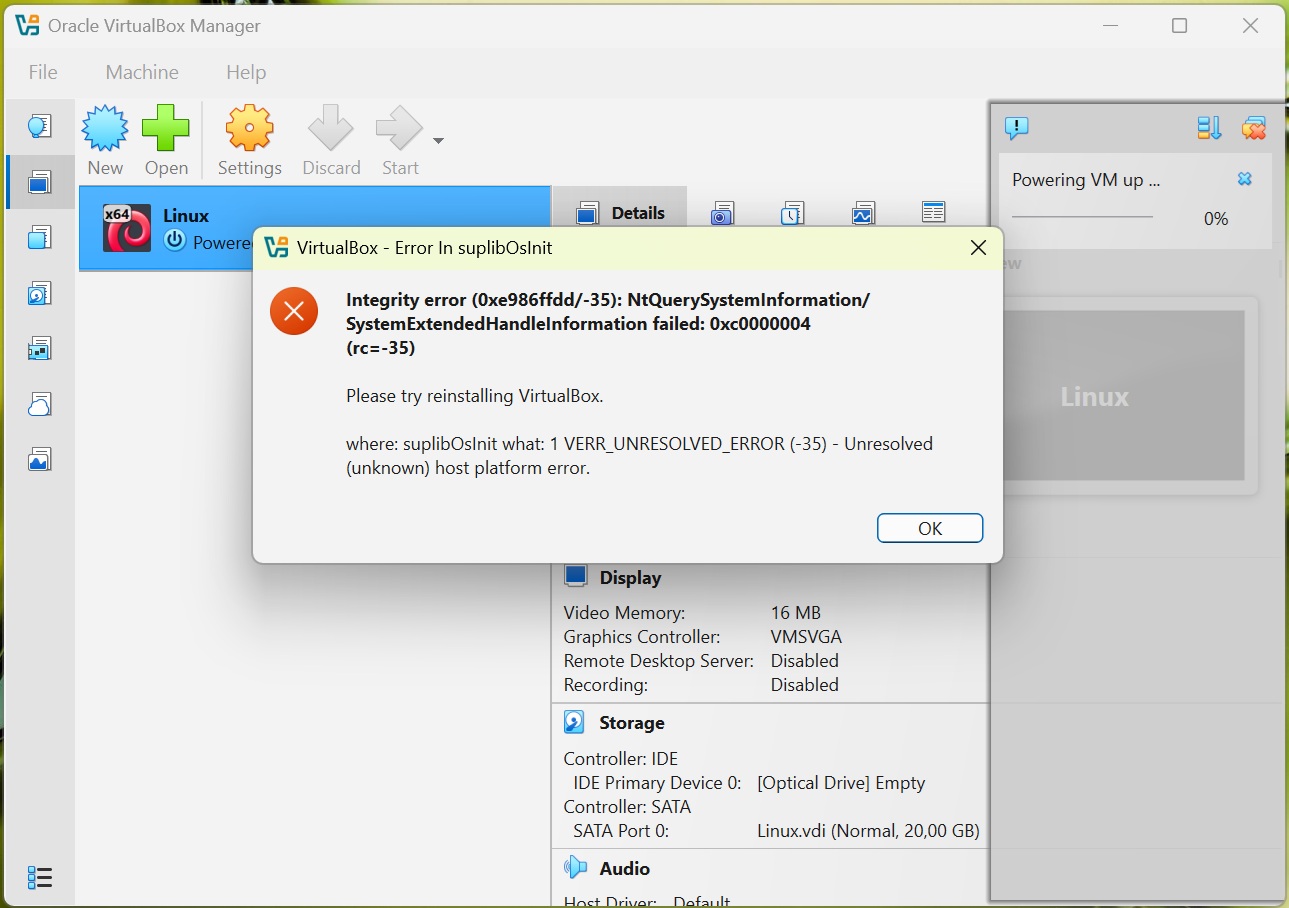 Oracle VirtualBox Manager
File Machine Help
New Open Settings Discard Start
x64 Linux
Powere
Details
Powering VM up ...
0%
ew
VirtualBox - Error In suplibOsInit
Integrity error (0xe986ffdd/-35): NtQuerySystemInformation/
SystemExtendedHandleInformation failed: 0xc0000004
(rc=-35)
Please try reinstalling VirtualBox.
where: suplibOsInit what: 1 VERR_UNRESOLVED_ERROR (-35) - Unresolved
(unknown) host platform error.
OK
Linux
Display
Video Memory: 16 MB
Graphics Controller: VMSVGA
Remote Desktop Server: Disabled
Recording: Disabled
Storage
Controller: IDE
IDE Primary Device 0: [Optical Drive] Empty
Controller: SATA
SATA Port 0: Linux.vdi (Normal, 20,00 GB)
Audio
Host Driver: Default